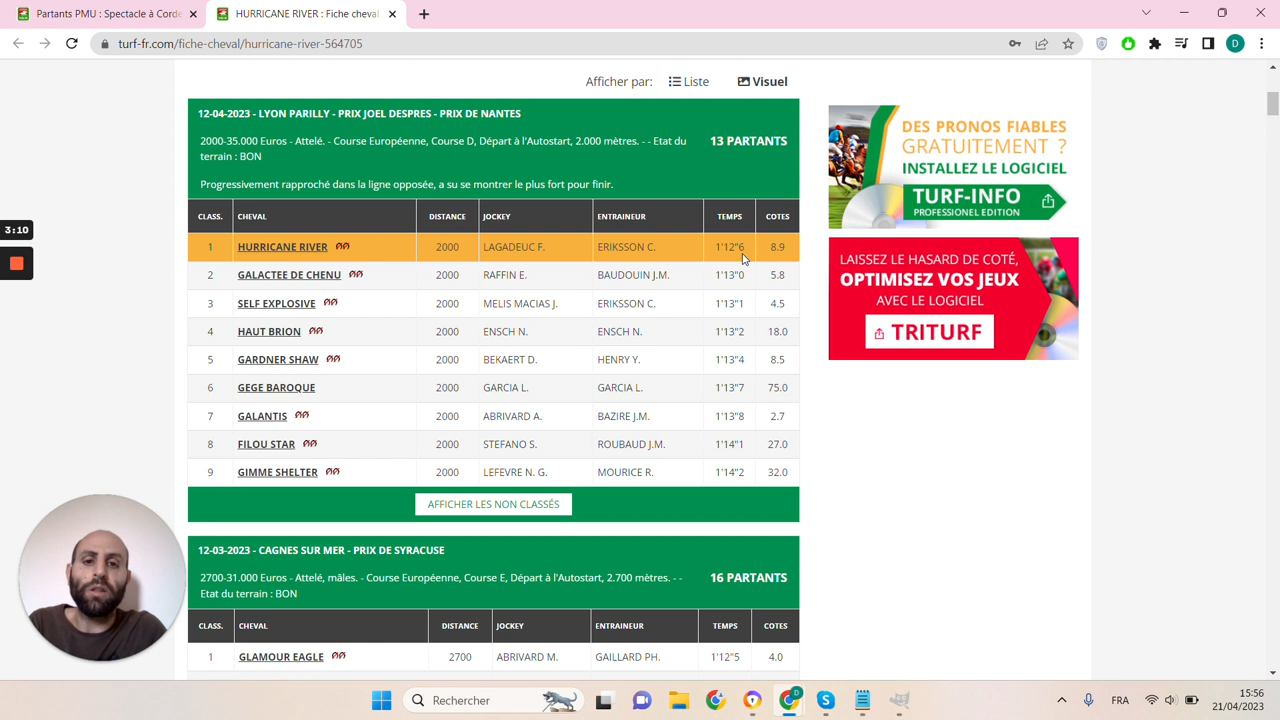 Partants PMU : Spectacle à Corde
HURRICANE RIVER : Fiche cheval
turf-fr.com/fiche-cheval/hurricane-river-564705
D
Afficher par: Liste Visuel
12-04-2023 - LYON PARILLY - PRIX JOEL DESPRES - PRIX DE NANTES
2000-35.000 Euros - Attelé. - Course Européenne, Course D, Départ à l'Autostart, 2.000 mètres. - - Etat du
terrain : BON
13 PARTANTS
Progressivement rapproché dans la ligne opposée, a su se montrer le plus fort pour finir.
CLASS. CHEVAL DISTANCE JOCKEY ENTRAINEUR TEMPS COTES
1 HURRICANE RIVER 2000 LAGADEUC F. ERIKSSON C. 1'12"6 8.9
2 GALACTEE DE CHENU 2000 RAFFIN E. BAUDOUIN J.M. 1'13"0 5.8
3 SELF EXPLOSIVE 2000 MELIS MACIAS J. ERIKSSON C. 1'13"1 4.5
4 HAUT BRION 2000 ENSCH N. ENSCH N. 1'13"2 18.0
5 GARDNER SHAW 2000 BEKAERT D. HENRY Y. 1'13"4 8.5
6 GEGE BAROQUE 2000 GARCIA L. GARCIA L. 1'13"7 75.0
7 GALANTIS 2000 ABRIVARD A. BAZIRE J.M. 1'13"8 2.7
8 FILOU STAR 2000 STEFANO S. ROUBAUD J.M. 1'14"1 27.0
9 GIMME SHELTER 2000 LEFEVRE N. G. MOURICE R. 1'14"2 32.0
AFFICHER LES NON CLASSÉS
12-03-2023 - CAGNES SUR MER - PRIX DE SYRACUSE
2700-31.000 Euros - Attelé, mâles. - Course Européenne, Course E, Départ à l'Autostart, 2.700 mètres. - -
Etat du terrain : BON
16 PARTANTS
CLASS. CHEVAL DISTANCE JOCKEY ENTRAINEUR TEMPS COTES
1 GLAMOUR EAGLE 2700 ABRIVARD M. GAILLARD PH. 1'12"5 4.0
DES PRONOS FIABLES
GRATUITEMENT ?
INSTALLEZ LE LOGICIEL
TURF-INFO
PROFESSIONEL EDITION
LAISSEZ LE HASARD DE COTÉ,
OPTIMISEZ VOS JEUX
AVEC LE LOGICIEL
TRITURF
3:10
Rechercher
D
FRA
15:56
21/04/2023